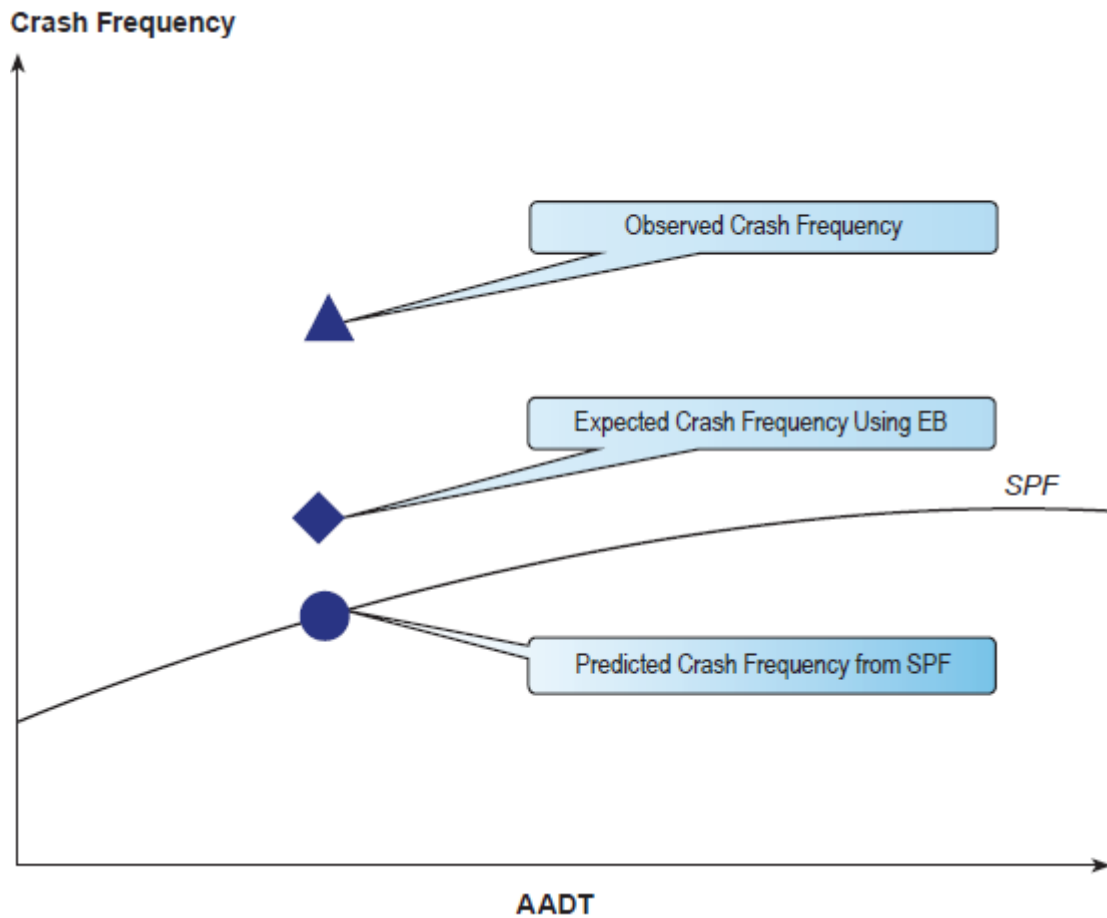 Crash Frequency
Observed Crash Frequency
Expected Crash Frequency Using EB
SPF
Predicted Crash Frequency from SPF
AADT